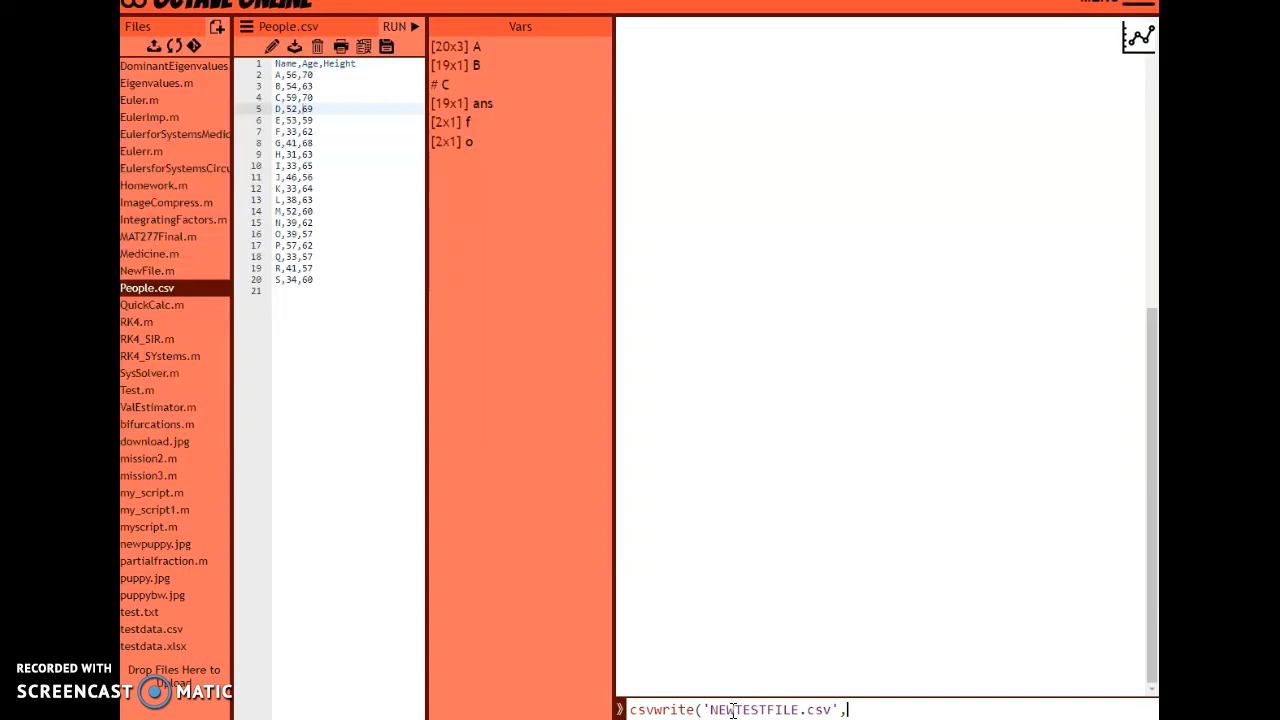 OCTAVE ONLINE
MENU
Files
People.csv
RUN
Vars
DominantEigenvalues
Eigenvalues.m
Euler.m
EulerImp.m
EulerforSystemsMedic
Eulerr.m
EulersforSystemsCircu
Homework.m
ImageCompress.m
IntegratingFactors.m
MAT277Final.m
Medicine.m
NewFile.m
People.csv
QuickCalc.m
RK4.m
RK4_SIR.m
RK4_SYstems.m
SysSolver.m
Test.m
ValEstimator.m
bifurcations.m
download.jpg
mission2.m
mission3.m
my_script.m
my_script1.m
myscript.m
newpuppy.jpg
partialfraction.m
puppy.jpg
puppybw.jpg
test.txt
testdata.csv
testdata.xlsx
Drop Files Here to
Upload
1 Name,Age,Height
2 A,56,70
3 B,54,63
4 C,59,70
5 D,52,69
6 E,53,59
7 F,33,62
8 G,41,68
9 H,31,63
10 I,33,65
11 J,46,56
12 K,33,64
13 L,38,63
14 M,52,60
15 N,39,62
16 O,39,57
17 P,57,62
18 Q,33,57
19 R,41,57
20 S,34,60
21
[20x3] A
[19x1] B
# C
[19x1] ans
[2x1] f
[2x1] o
csvwrite('NEWTESTFILE.csv',
RECORDED WITH
SCREENCAST MATIC